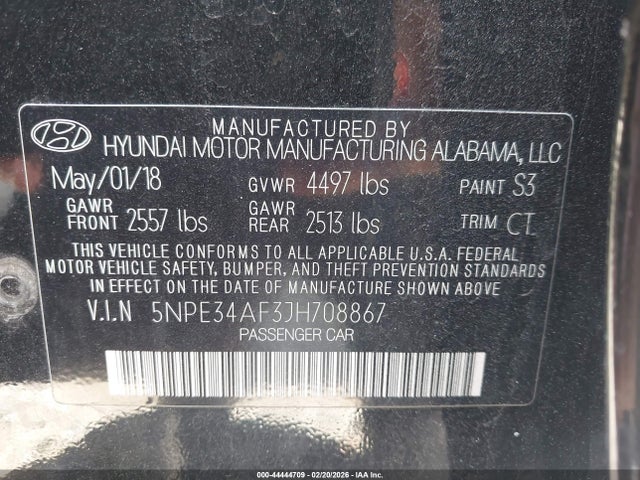 MANUFACTURED BY
HYUNDAI MOTOR MANUFACTURING ALABAMA, LLC
May/01/18 GVWR 4497 lbs PAINT S3
GAWR FRONT 2557 lbs GAWR REAR 2513 lbs TRIM CT
THIS VEHICLE CONFORMS TO ALL APPLICABLE U.S.A. FEDERAL
MOTOR VEHICLE SAFETY, BUMPER, AND THEFT PREVENTION STANDARDS
IN EFFECT ON THE DATE OF MANUFACTURE SHOWN ABOVE.
V.I.N 5NPE34AF3JH708867
PASSENGER CAR
000-44444709 - 02/20/2026 - IAA Inc.